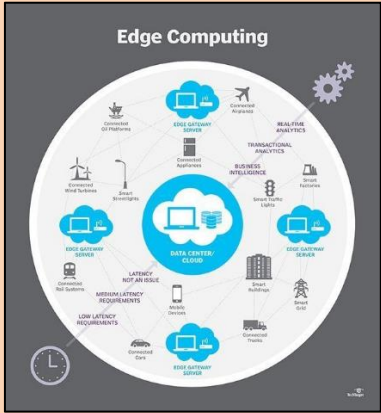 Edge Computing
EDGE GATEWAY
SERVER
Connected
Oil Platforms
Connected
Airplanes
REAL-TIME
ANALYTICS
TRANSACTIONAL
ANALYTICS
BUSINESS
INTELLIGENCE
Connected
Appliances
Connected
Wind Turbines
Smart
Streetlights
Smart Traffic
Lights
Smart
Factories
EDGE GATEWAY
SERVER
DATA CENTER/
CLOUD
EDGE GATEWAY
SERVER
Connected
Rail Systems
LATENCY
NOT AN ISSUE
MEDIUM LATENCY
REQUIREMENTS
LOW LATENCY
REQUIREMENTS
Mobile
Devices
Smart
Buildings
Smart
Grid
Connected
Cars
Connected
Trucks
EDGE GATEWAY
SERVER
TechTarget